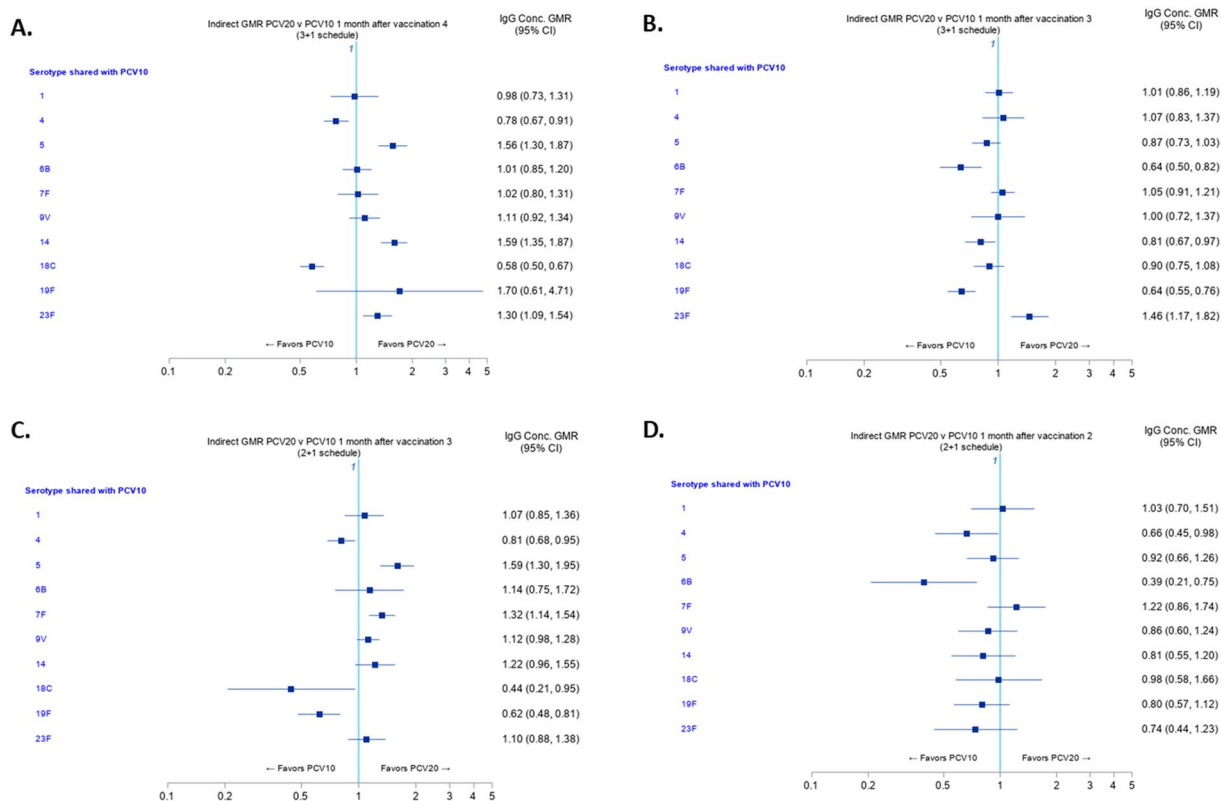 A.
Indirect GMR PCV20 v PCV10 1 month after vaccination 4
(3+1 schedule)
IgG Conc. GMR
(95% CI)
1
Serotype shared with PCV10
1 0.98 (0.73, 1.31)
4 0.78 (0.67, 0.91)
5 1.56 (1.30, 1.87)
6B 1.01 (0.85, 1.20)
7F 1.02 (0.80, 1.31)
9V 1.11 (0.92, 1.34)
14 1.59 (1.35, 1.87)
18C 0.58 (0.50, 0.67)
19F 1.70 (0.61, 4.71)
23F 1.30 (1.09, 1.54)
← Favors PCV10 Favors PCV20 →
0.1 0.2 0.5 1 2 3 4 5
B.
Indirect GMR PCV20 v PCV10 1 month after vaccination 3
(3+1 schedule)
IgG Conc. GMR
(95% CI)
1
Serotype shared with PCV10
1 1.01 (0.86, 1.19)
4 1.07 (0.83, 1.37)
5 0.87 (0.73, 1.03)
6B 0.64 (0.50, 0.82)
7F 1.05 (0.91, 1.21)
9V 1.00 (0.72, 1.37)
14 0.81 (0.67, 0.97)
18C 0.90 (0.75, 1.08)
19F 0.64 (0.55, 0.76)
23F 1.46 (1.17, 1.82)
← Favors PCV10 Favors PCV20 →
0.1 0.2 0.5 1 2 3 4 5
C.
Indirect GMR PCV20 v PCV10 1 month after vaccination 3
(2+1 schedule)
IgG Conc. GMR
(95% CI)
1
Serotype shared with PCV10
1 1.07 (0.85, 1.36)
4 0.81 (0.68, 0.95)
5 1.59 (1.30, 1.95)
6B 1.14 (0.75, 1.72)
7F 1.32 (1.14, 1.54)
9V 1.12 (0.98, 1.28)
14 1.22 (0.96, 1.55)
18C 0.44 (0.21, 0.95)
19F 0.62 (0.48, 0.81)
23F 1.10 (0.88, 1.38)
← Favors PCV10 Favors PCV20 →
0.1 0.2 0.5 1 2 3 4 5
D.
Indirect GMR PCV20 v PCV10 1 month after vaccination 2
(2+1 schedule)
IgG Conc. GMR
(95% CI)
1
Serotype shared with PCV10
1 1.03 (0.70, 1.51)
4 0.66 (0.45, 0.98)
5 0.92 (0.66, 1.26)
6B 0.39 (0.21, 0.75)
7F 1.22 (0.86, 1.74)
9V 0.86 (0.60, 1.24)
14 0.81 (0.55, 1.20)
18C 0.98 (0.58, 1.66)
19F 0.80 (0.57, 1.12)
23F 0.74 (0.44, 1.23)
← Favors PCV10 Favors PCV20 →
0.1 0.2 0.5 1 2 3 4 5